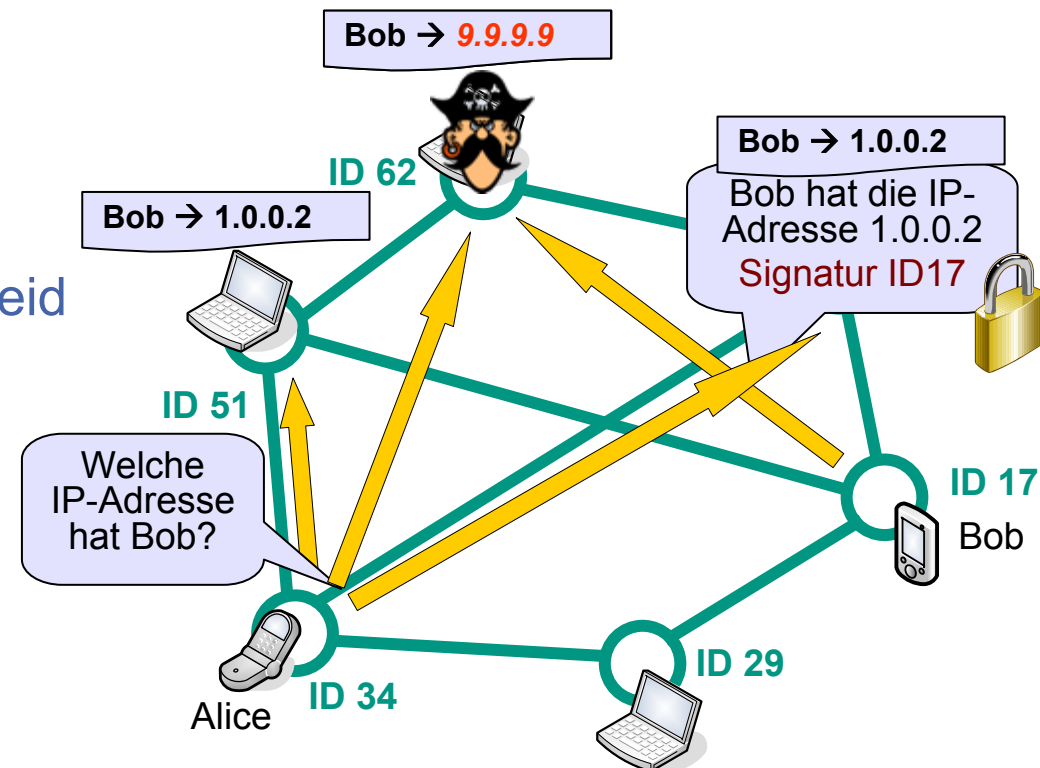 Bob → 9.9.9.9
Bob → 1.0.0.2
ID 62
Bob hat die IP-
Adresse 1.0.0.2
Signatur ID17
Bob → 1.0.0.2
eid
ID 51
Welche
IP-Adresse
hat Bob?
ID 17
Bob
ID 29
ID 34
Alice